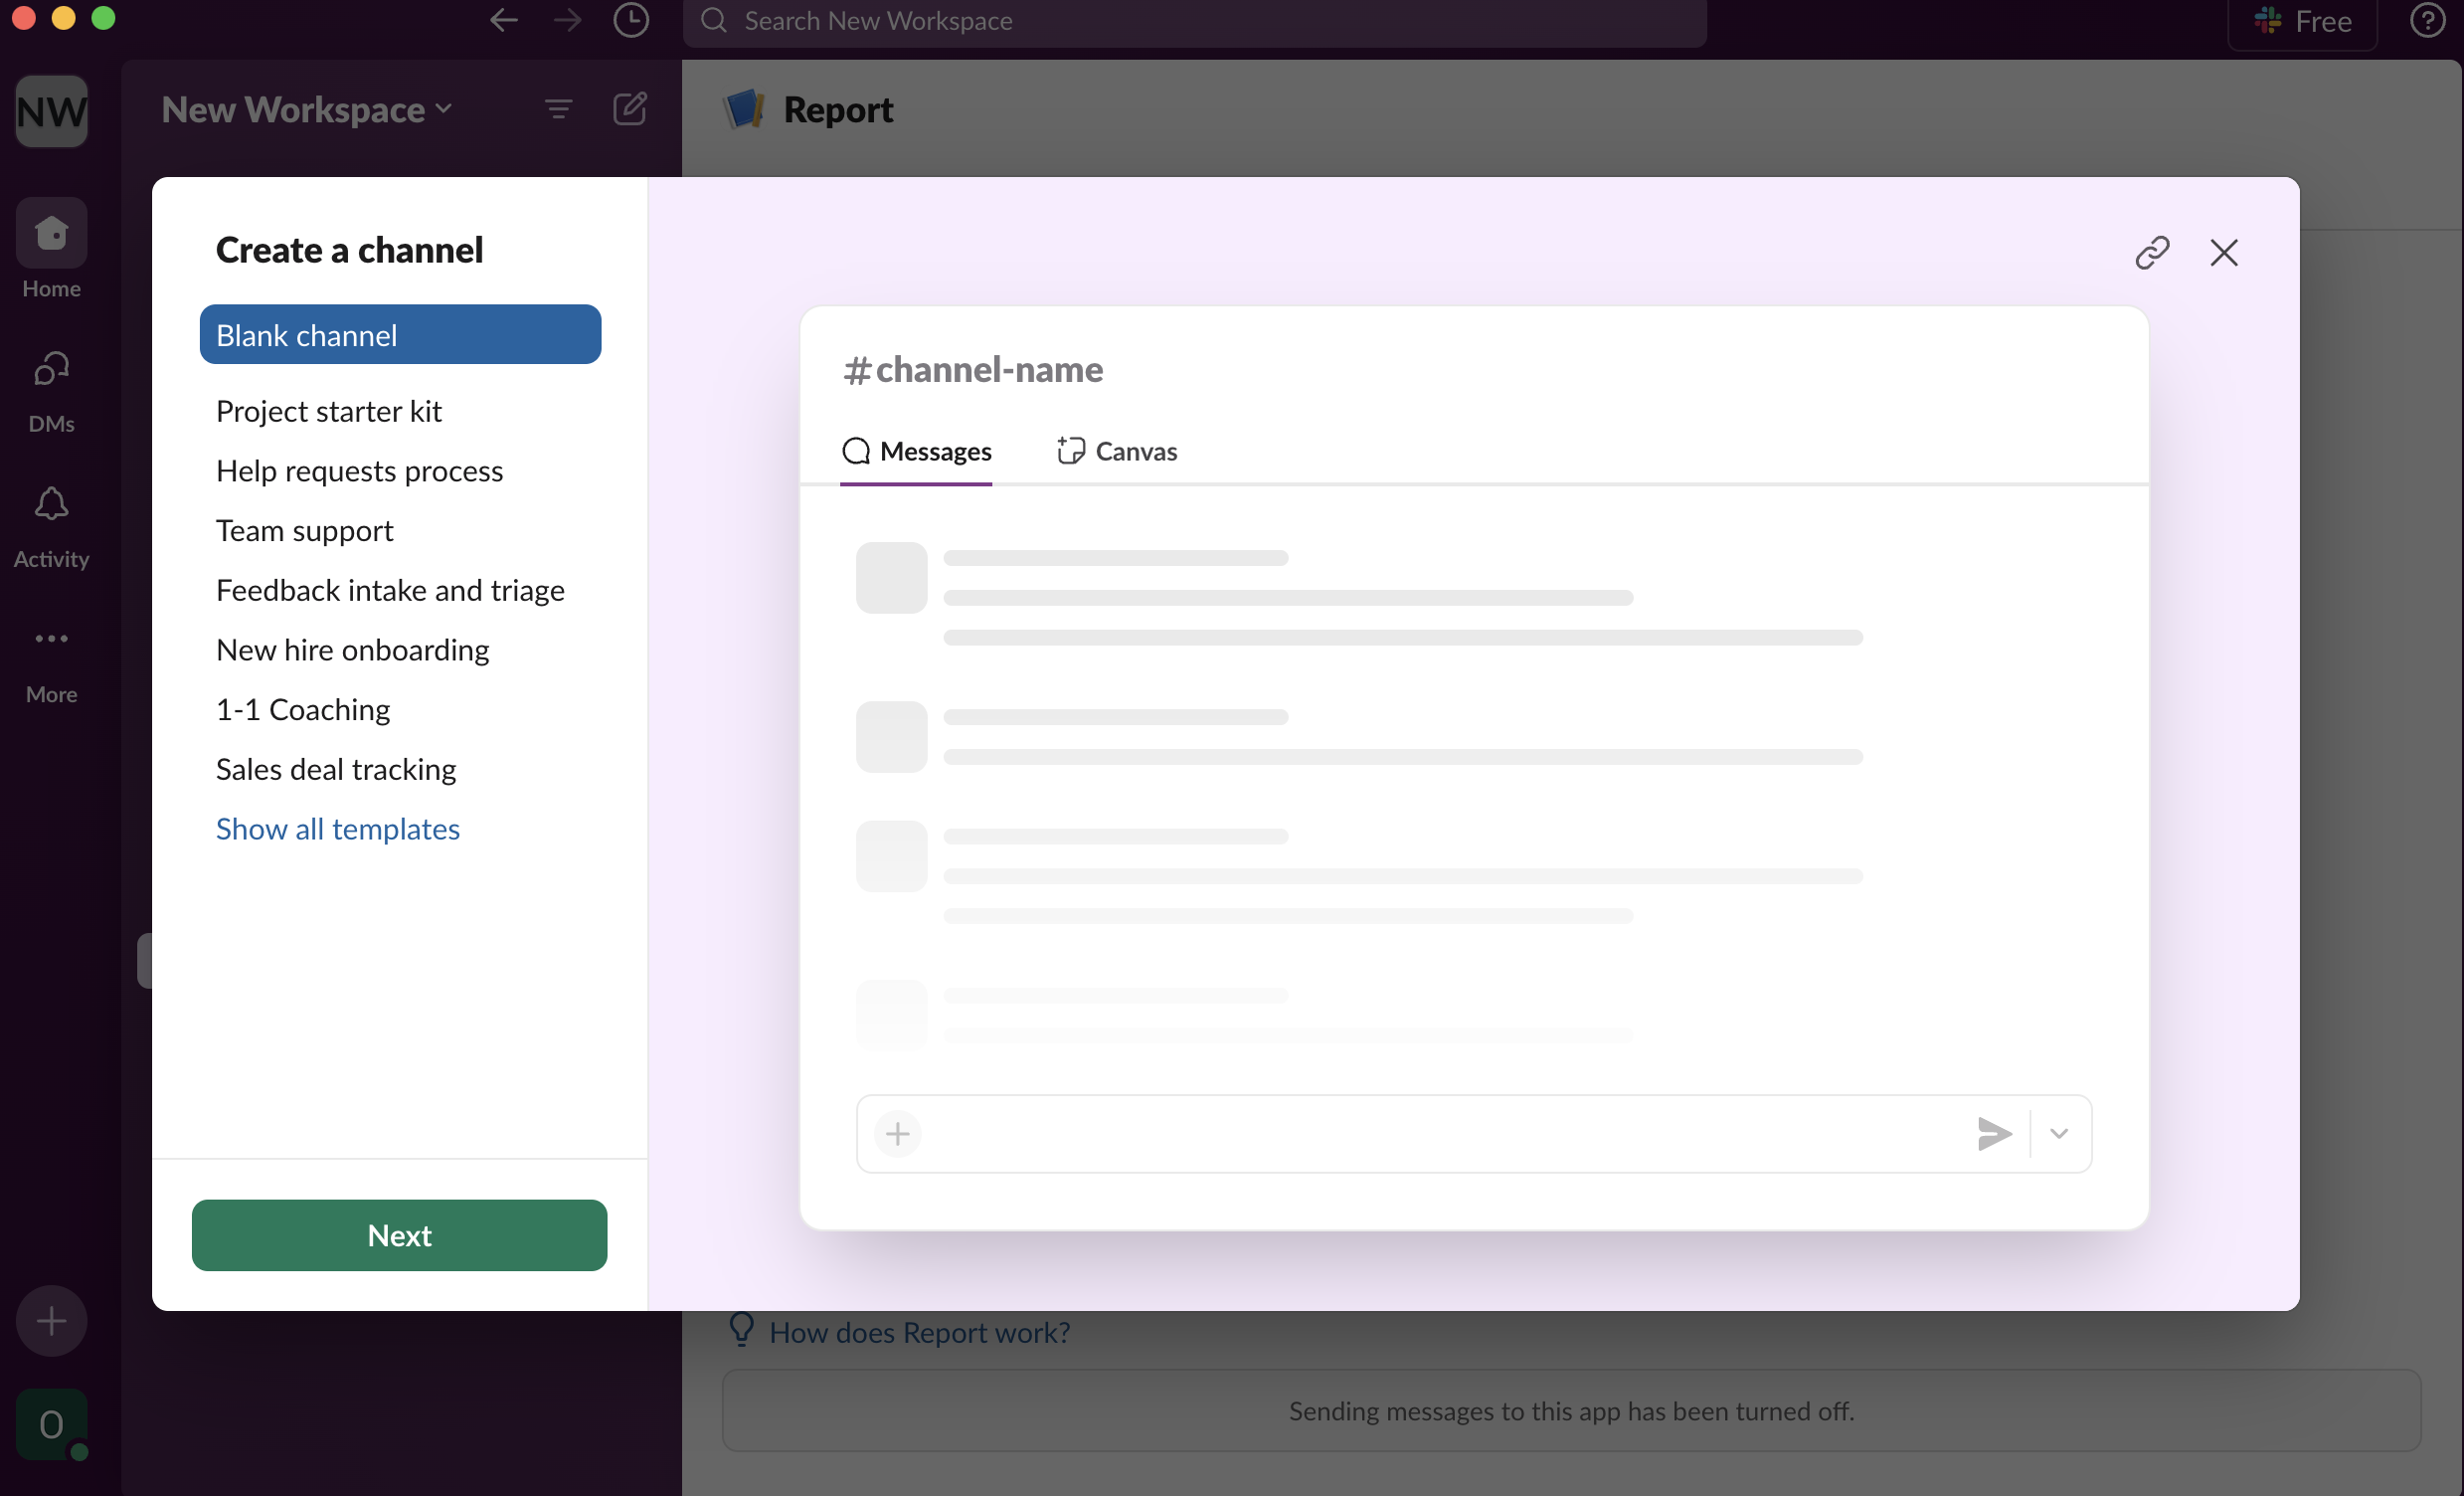 Search New Workspace
Free
NW
New Workspace
Report
Home
DMs
Activity
More
Create a channel
Blank channel
Project starter kit
Help requests process
Team support
Feedback intake and triage
New hire onboarding
1-1 Coaching
Sales deal tracking
Show all templates
Next
#channel-name
Messages
Canvas
How does Report work?
Sending messages to this app has been turned off.
O